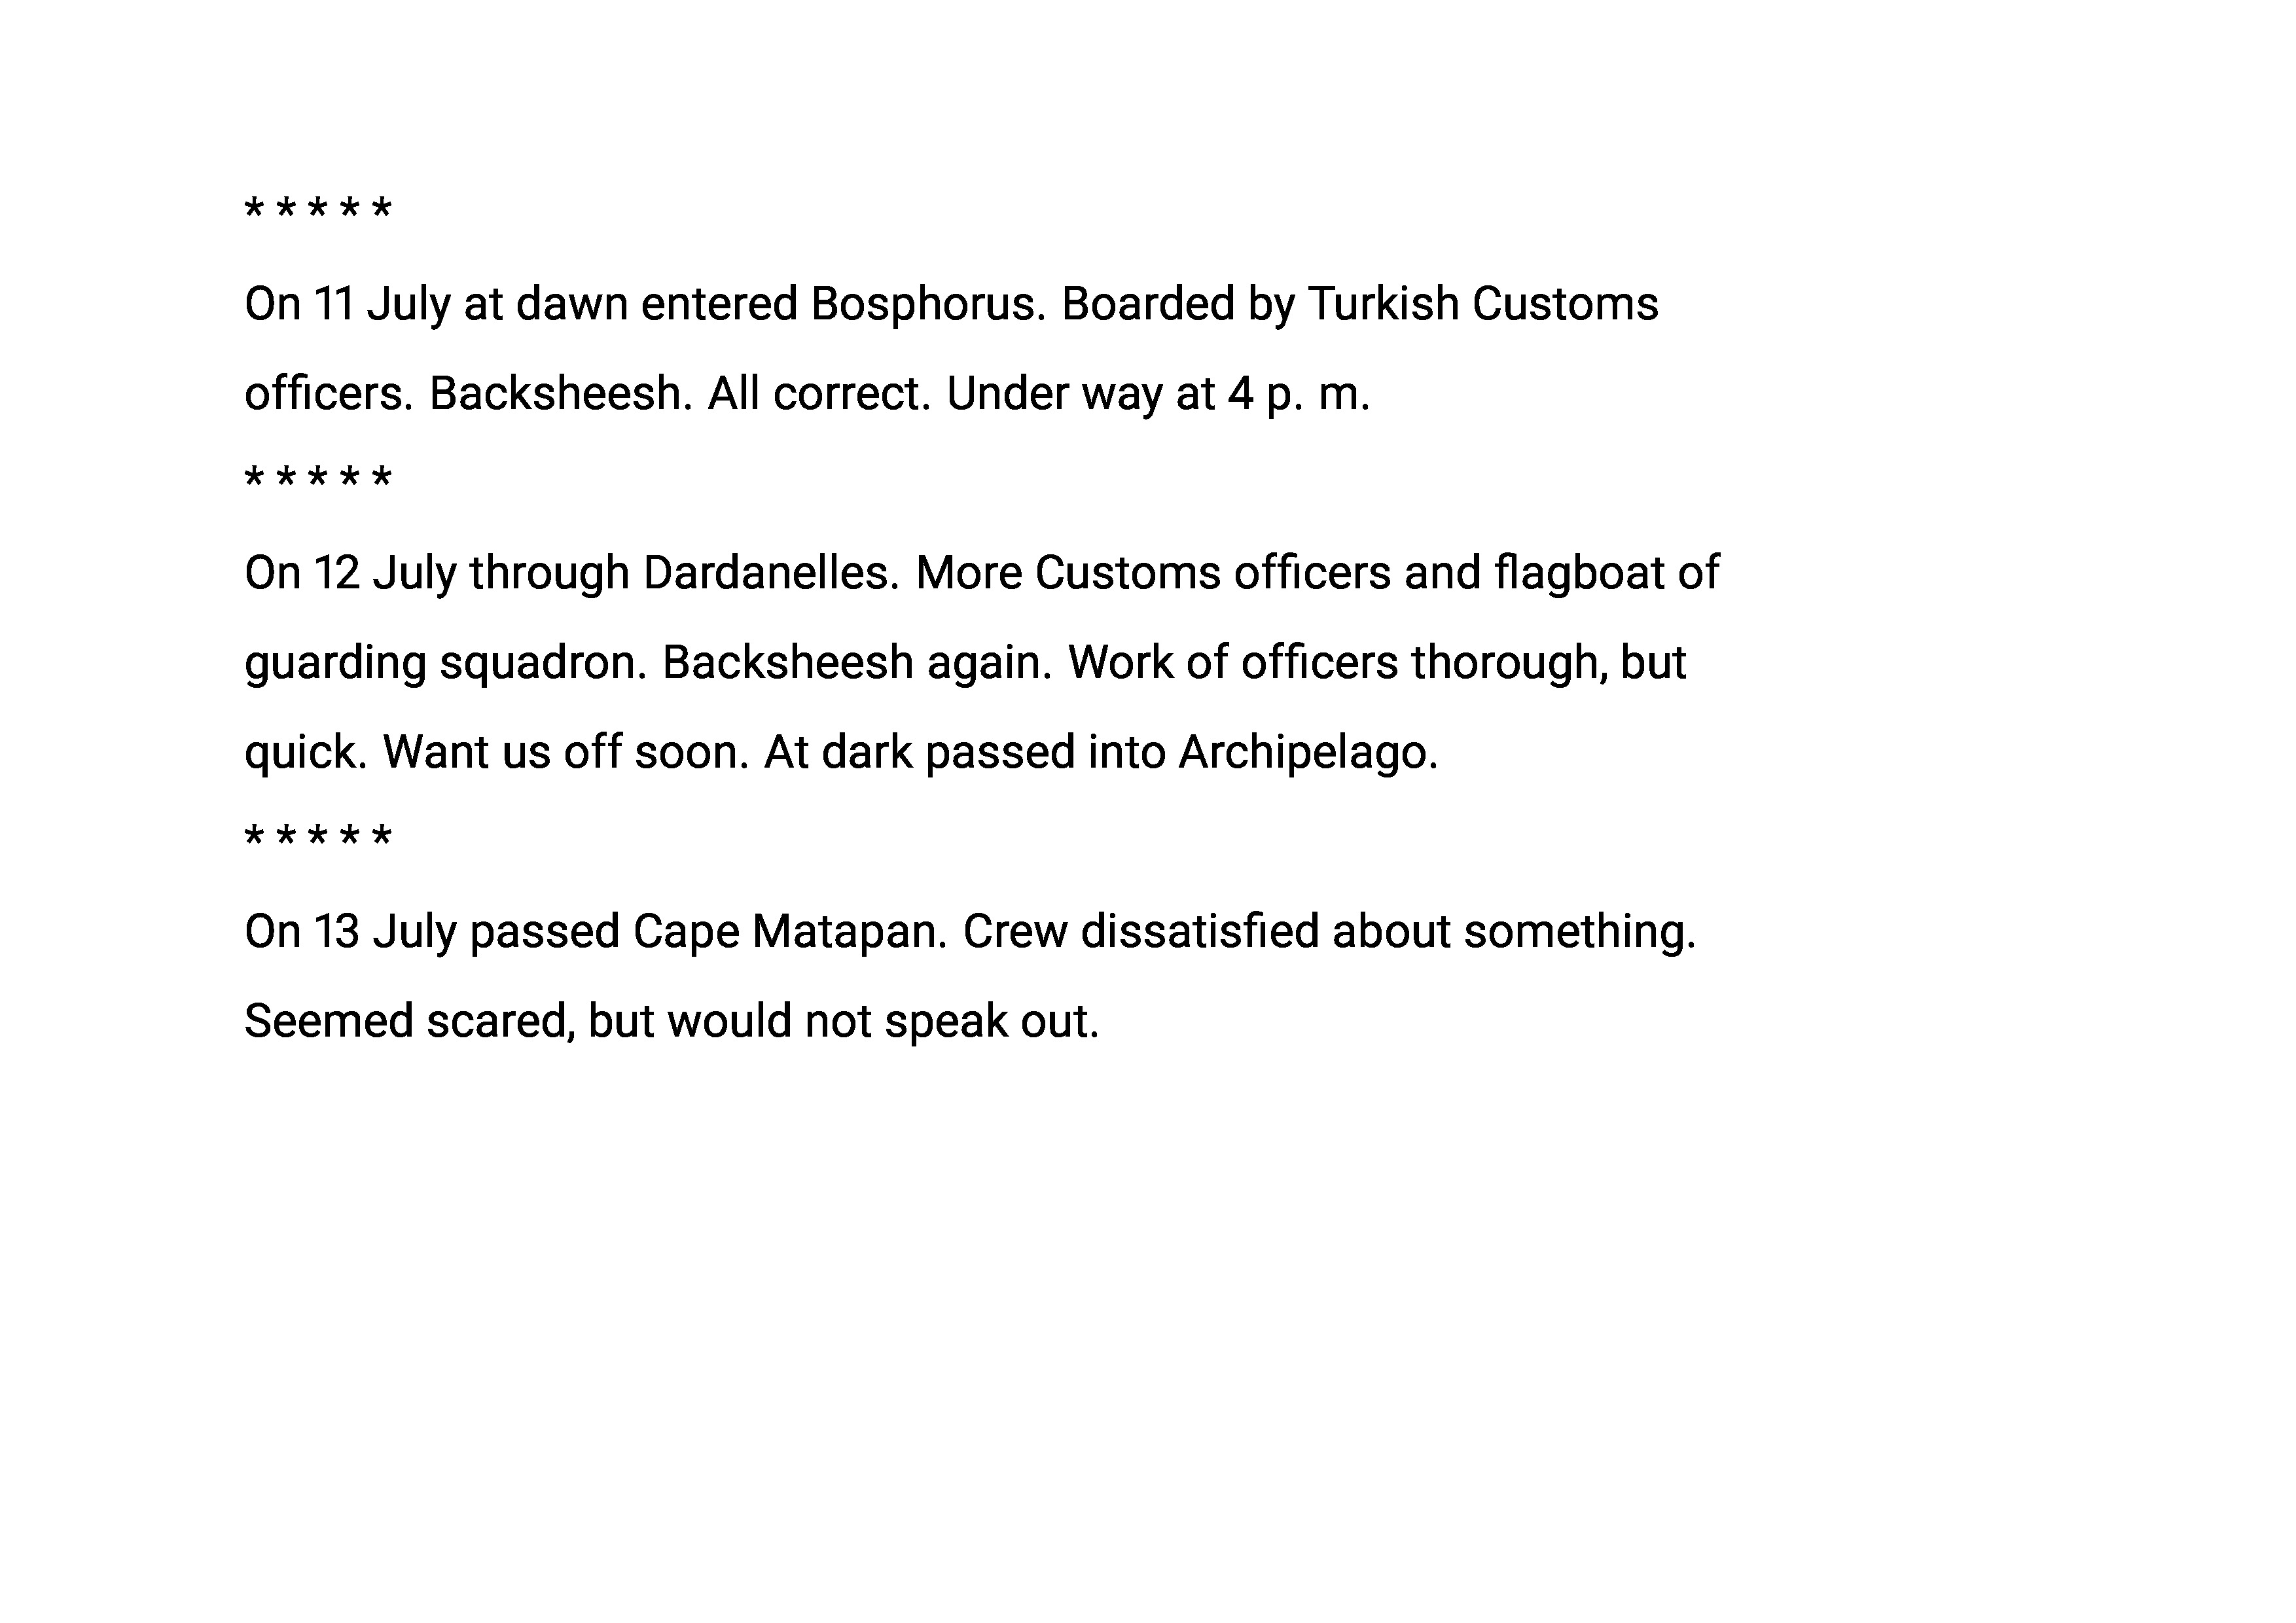 * * * * *
On 11 July at dawn entered Bosphorus. Boarded by Turkish Customs
officers. Backsheesh. All correct. Under way at 4 p. m.
* * * * *
On 12 July through Dardanelles. More Customs officers and flagboat of
guarding squadron. Backsheesh again. Work of officers thorough, but
quick. Want us off soon. At dark passed into Archipelago.
* * * * *
On 13 July passed Cape Matapan. Crew dissatisfied about something.
Seemed scared, but would not speak out.